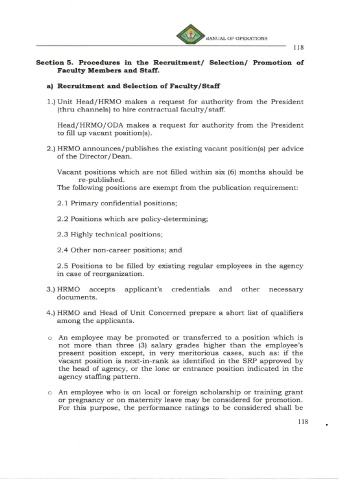 MANUAL OF OPERATIONS
118
Section 5. Procedures in the Recruitment/ Selection/ Promotion of
Faculty Members and Staff.
a) Recruitment and Selection of Faculty/Staff
1.) Unit Head/HRMO makes a request for authority from the President
(thru channels) to hire contractual faculty/staff.
Head/HRMO/ODA makes a request for authority from the President
to fill up vacant position(s).
2.) HRMO announces/publishes the existing vacant position(s) per advice
of the Director/Dean.
Vacant positions which are not filled within six (6) months should be
re-published.
The following positions are exempt from the publication requirement:
2.1 Primary confidential positions;
2.2 Positions which are policy-determining;
2.3 Highly technical positions;
2.4 Other non-career positions; and
2.5 Positions to be filled by existing regular employees in the agency
in case of reorganization.
3.) HRMO accepts applicant's credentials and other necessary
documents.
4.) HRMO and Head of Unit Concerned prepare a short list of qualifiers
among the applicants.
o An employee may be promoted or transferred to a position which is
not more than three (3) salary grades higher than the employee's
present position except, in very meritorious cases, such as: if the
vacant position is next-in-rank as identified in the SRP approved by
the head of agency, or the lone or entrance position indicated in the
agency staffing pattern.
o An employee who is on local or foreign scholarship or training grant
or pregnancy or on maternity leave may be considered for promotion.
For this purpose, the performance ratings to be considered shall be
118